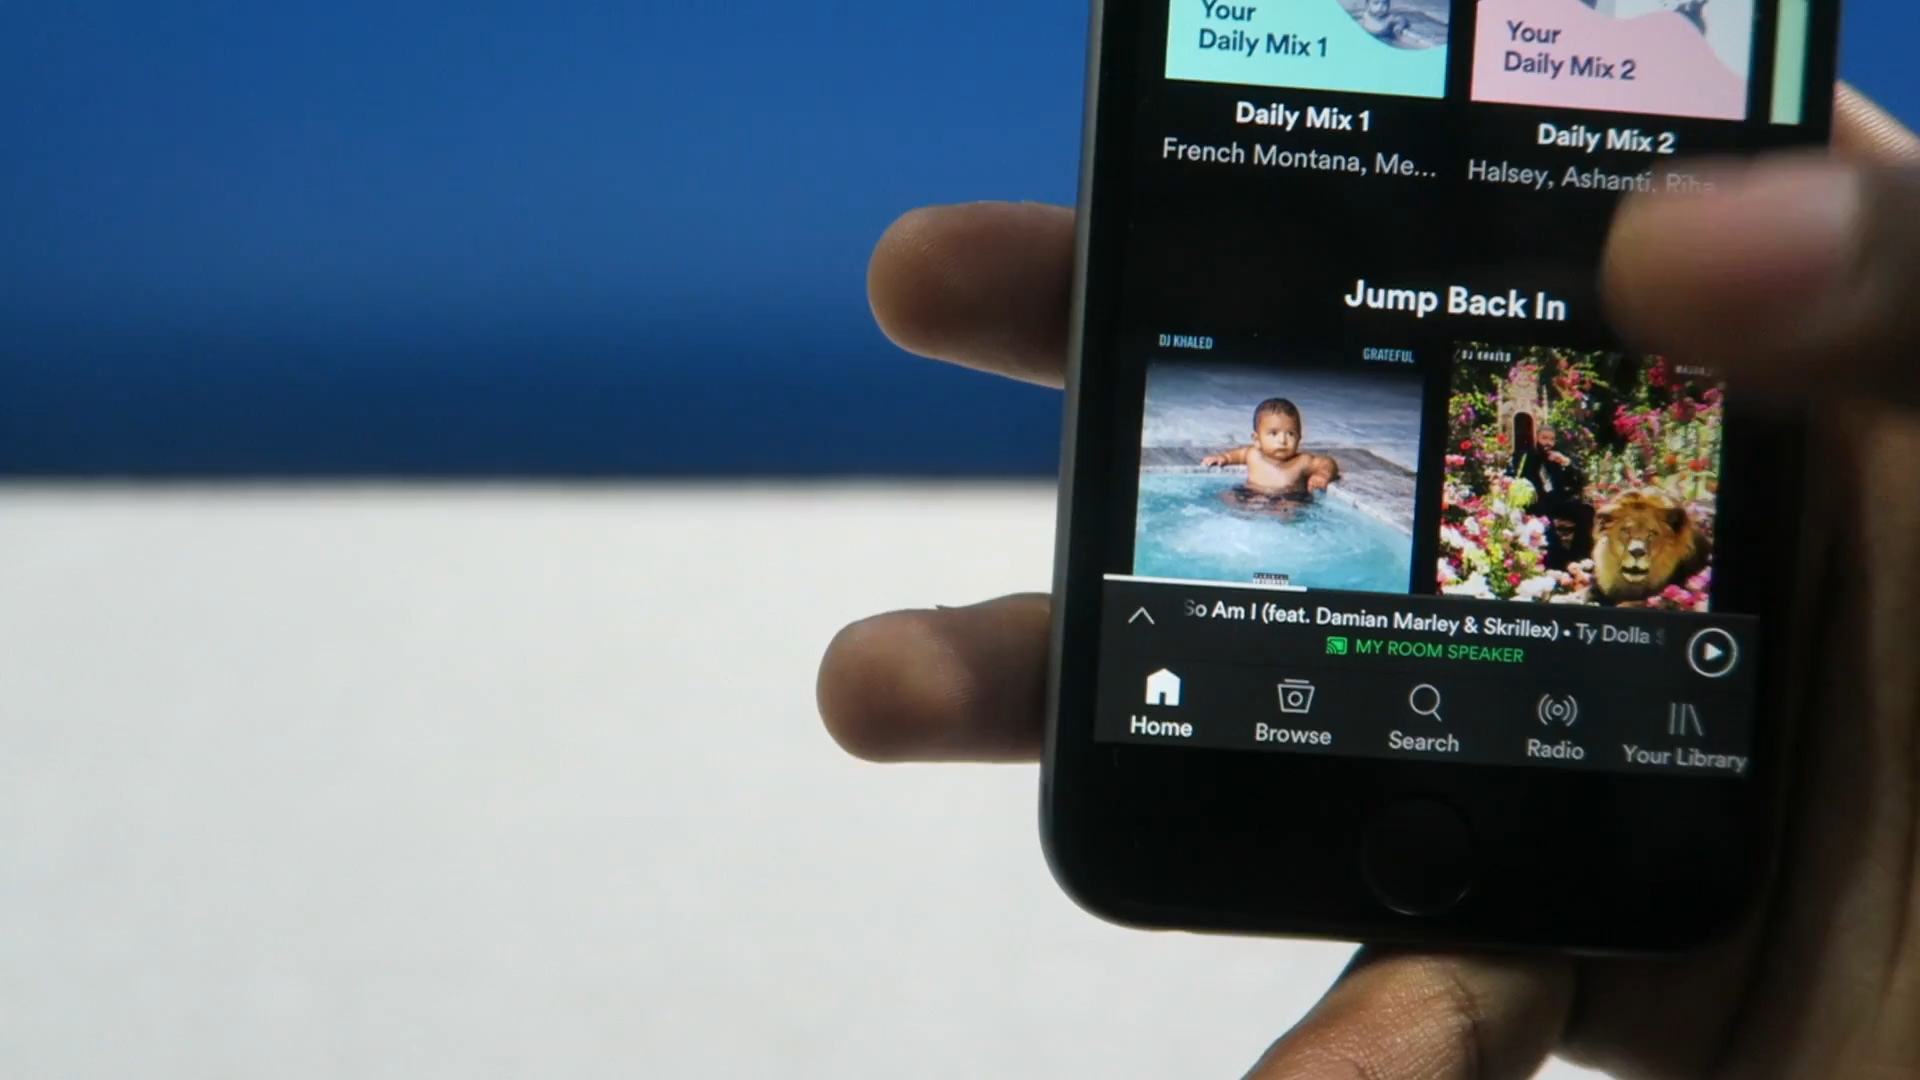 Your
Daily Mix 1
Your
Daily Mix 2
Daily Mix 1
French Montana, Me...
Daily Mix 2
Halsey, Ashanti,
Jump Back In
DJ KHALED
GRATEFUL
DJ KHALED
So Am I (feat. Damian Marley & Skrillex) • Ty Dolla
MY ROOM SPEAKER
Home
Browse
Search
Radio
Your Library